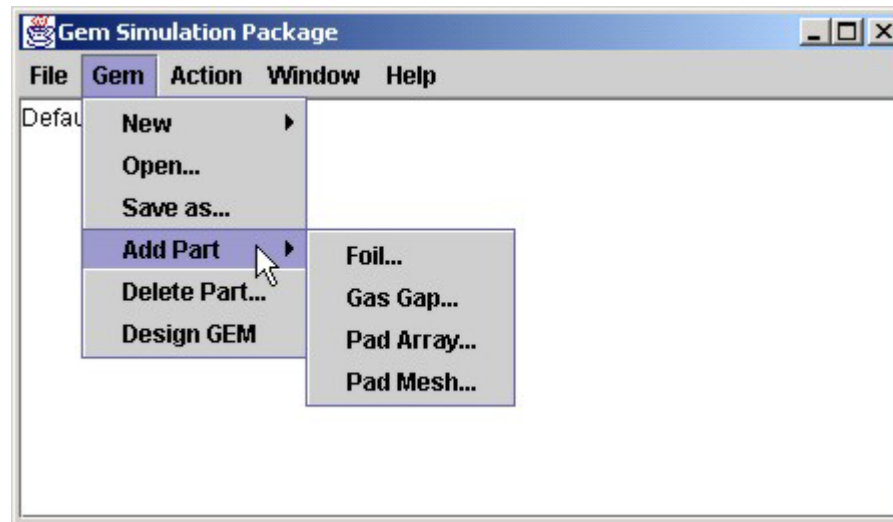 Gem Simulation Package
File Gem Action Window Help
Defau
New
Open...
Save as...
Add Part
Delete Part...
Design GEM
Foil...
Gas Gap...
Pad Array...
Pad Mesh...